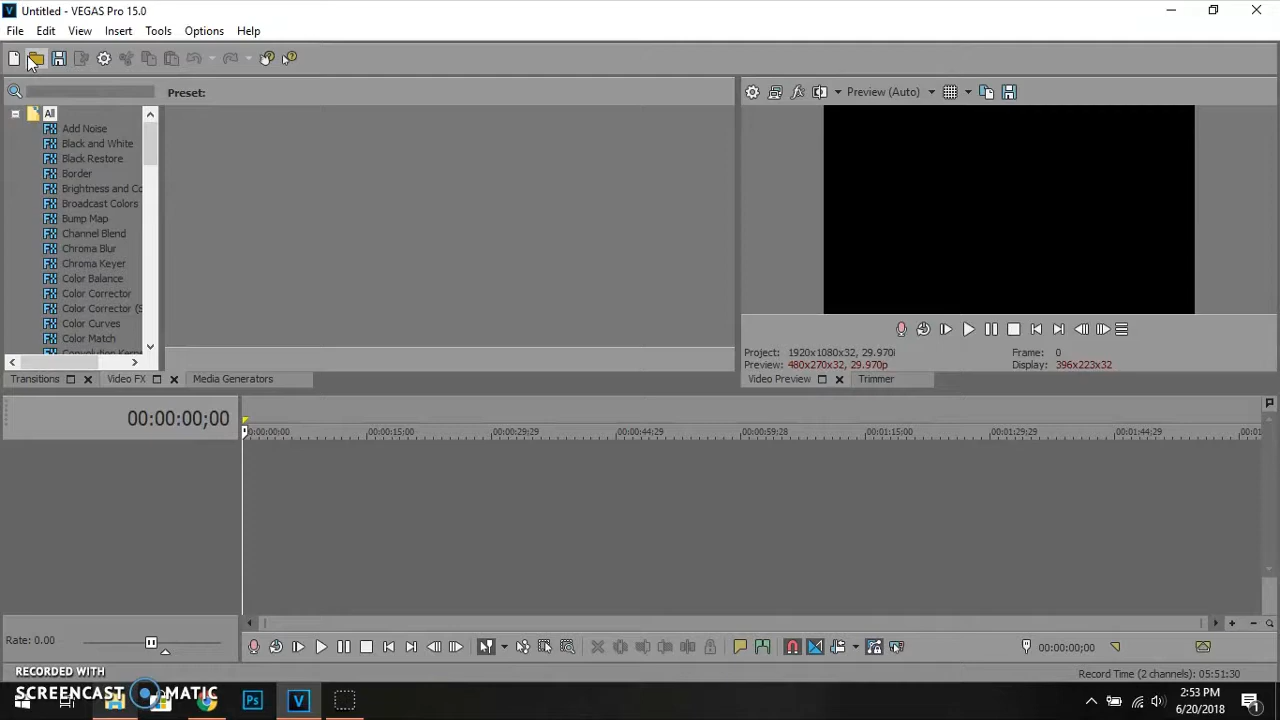 Untitled - VEGAS Pro 15.0
File Edit View Insert Tools Options Help
Preset:
Preview (Auto)
All
Add Noise
Black and White
Black Restore
Border
Brightness and Co
Broadcast Colors
Bump Map
Channel Blend
Chroma Blur
Chroma Keyer
Color Balance
Color Corrector
Color Corrector (S
Color Curves
Color Match
Convolution Kerne
Project: 1920x1080x32, 29.970i
Frame: 0
Preview: 480x270x32, 29.970p
Display: 396x223x32
Transitions Video FX Media Generators
Video Preview Trimmer
00:00:00;00
00:00:00;00 00:00:15;00 00:00:29;29 00:00:44;29 00:00:59;28 00:01:15;00 00:01:29;29 00:01:44;29 00:01
Rate: 0.00
00:00:00;00
Record Time (2 channels): 05:51:30
RECORDED WITH
SCREENCAST MATIC
Ps
V
2:53 PM
6/20/2018
1